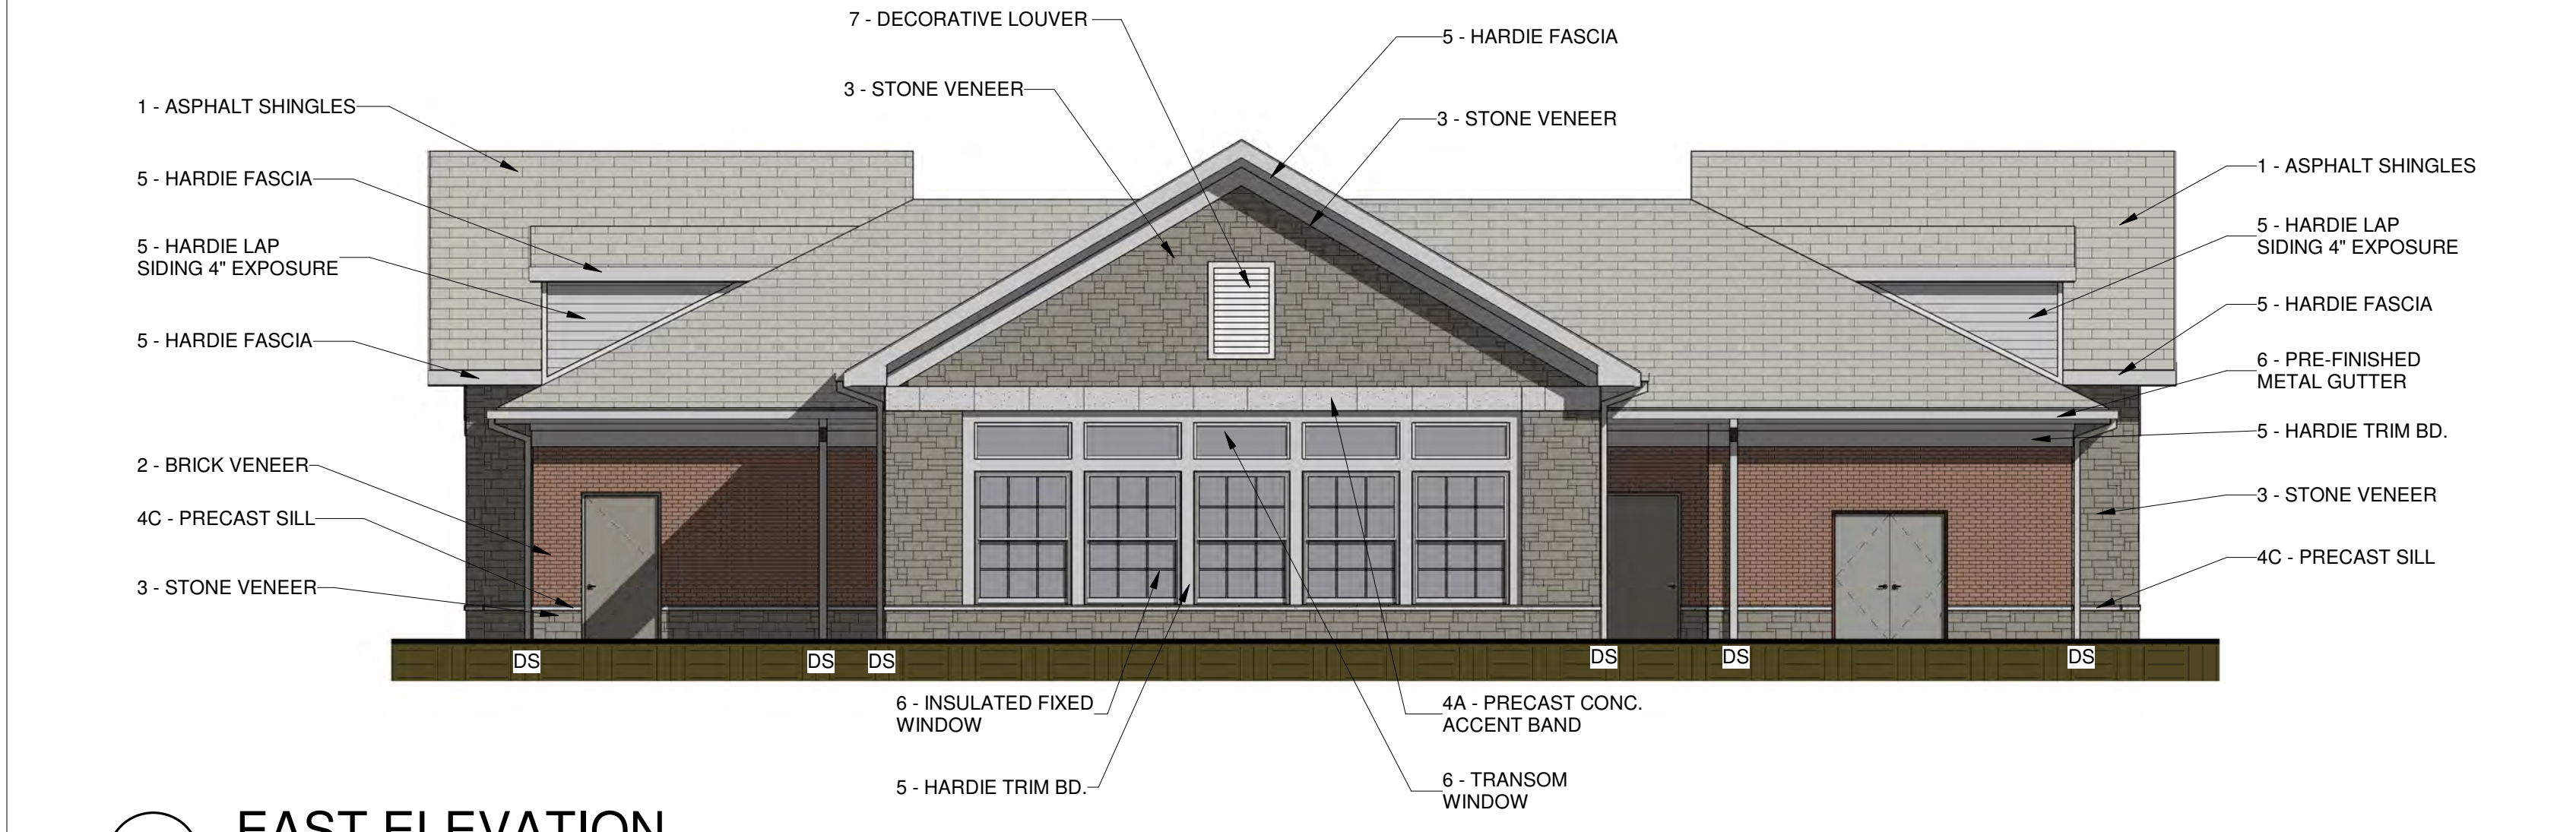 7 - DECORATIVE LOUVER
5 - HARDIE FASCIA
3 - STONE VENEER
3 - STONE VENEER
1 - ASPHALT SHINGLES
5 - HARDIE FASCIA
5 - HARDIE LAP
SIDING 4" EXPOSURE
5 - HARDIE FASCIA
2 - BRICK VENEER
4C - PRECAST SILL
3 - STONE VENEER
1 - ASPHALT SHINGLES
5 - HARDIE LAP
SIDING 4" EXPOSURE
5 - HARDIE FASCIA
6 - PRE-FINISHED
METAL GUTTER
5 - HARDIE TRIM BD.
3 - STONE VENEER
4C - PRECAST SILL
DS DS DS DS DS DS
6 - INSULATED FIXED
WINDOW
5 - HARDIE TRIM BD.
4A - PRECAST CONC.
ACCENT BAND
6 - TRANSOM
WINDOW
EAST ELEVATION